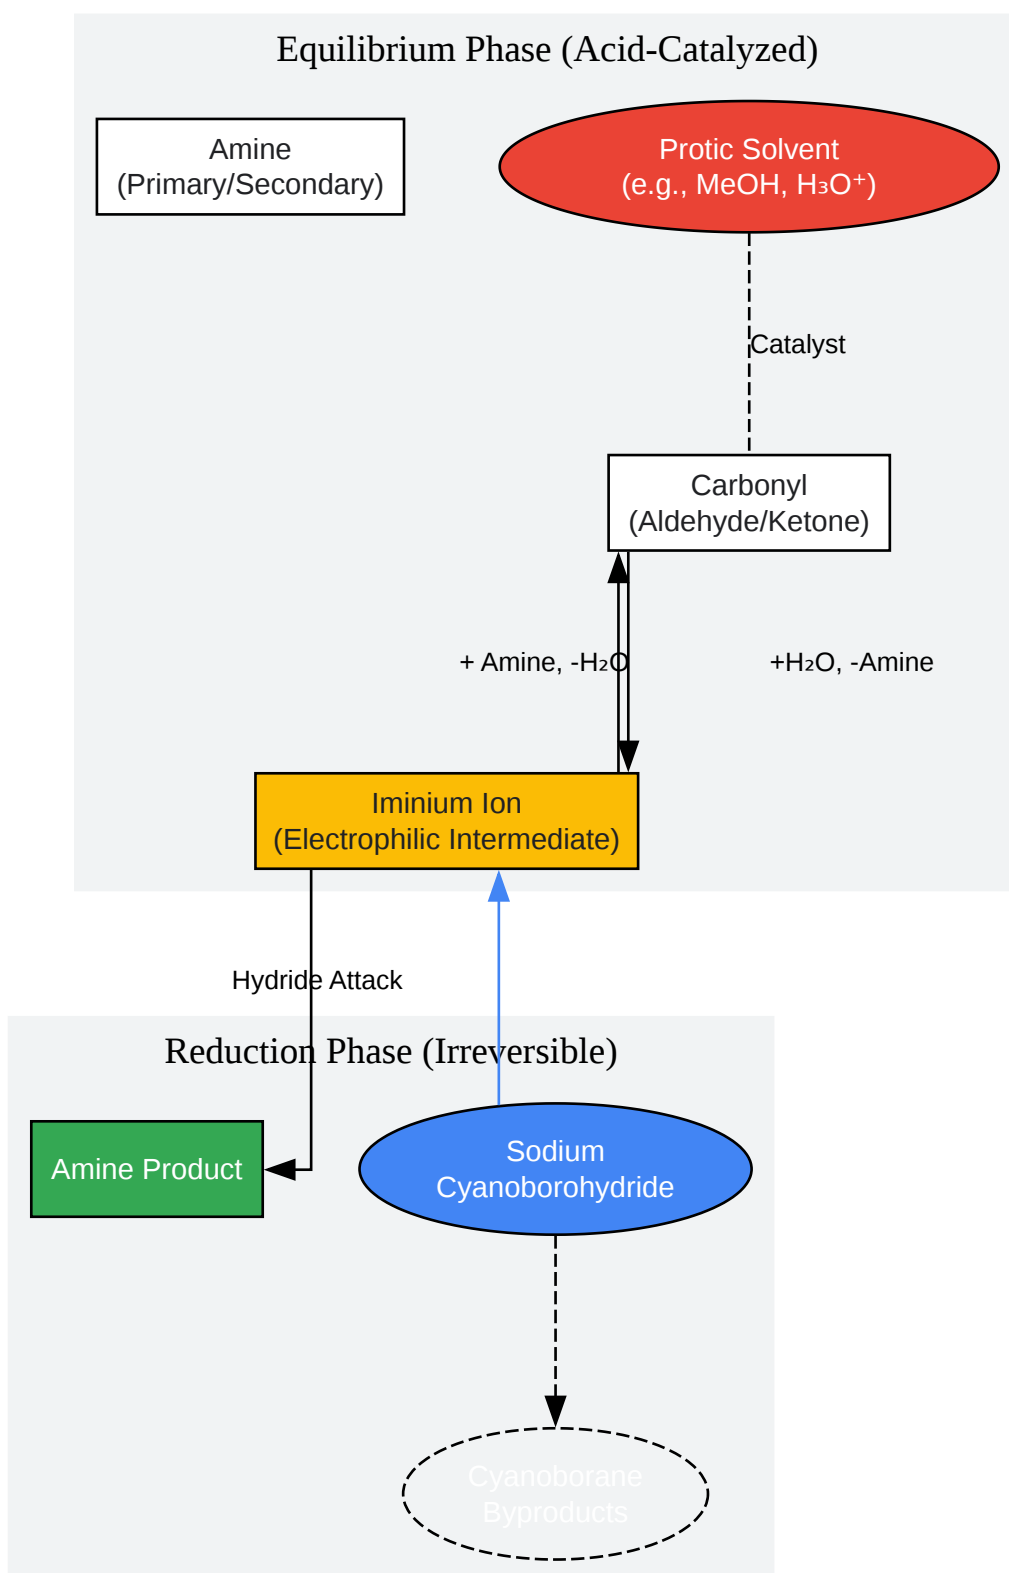 Equilibrium Phase (Acid-Catalyzed)
Amine
(Primary/Secondary)
Protic Solvent
(e.g., MeOH, H₃O⁺)
Catalyst
Carbonyl
(Aldehyde/Ketone)
+ Amine, -H₂O
+H₂O, -Amine
Iminium Ion
(Electrophilic Intermediate)
Hydride Attack
Reduction Phase (Irreversible)
Amine Product
Sodium
Cyanoborohydride
Cyanoborane
Byproducts